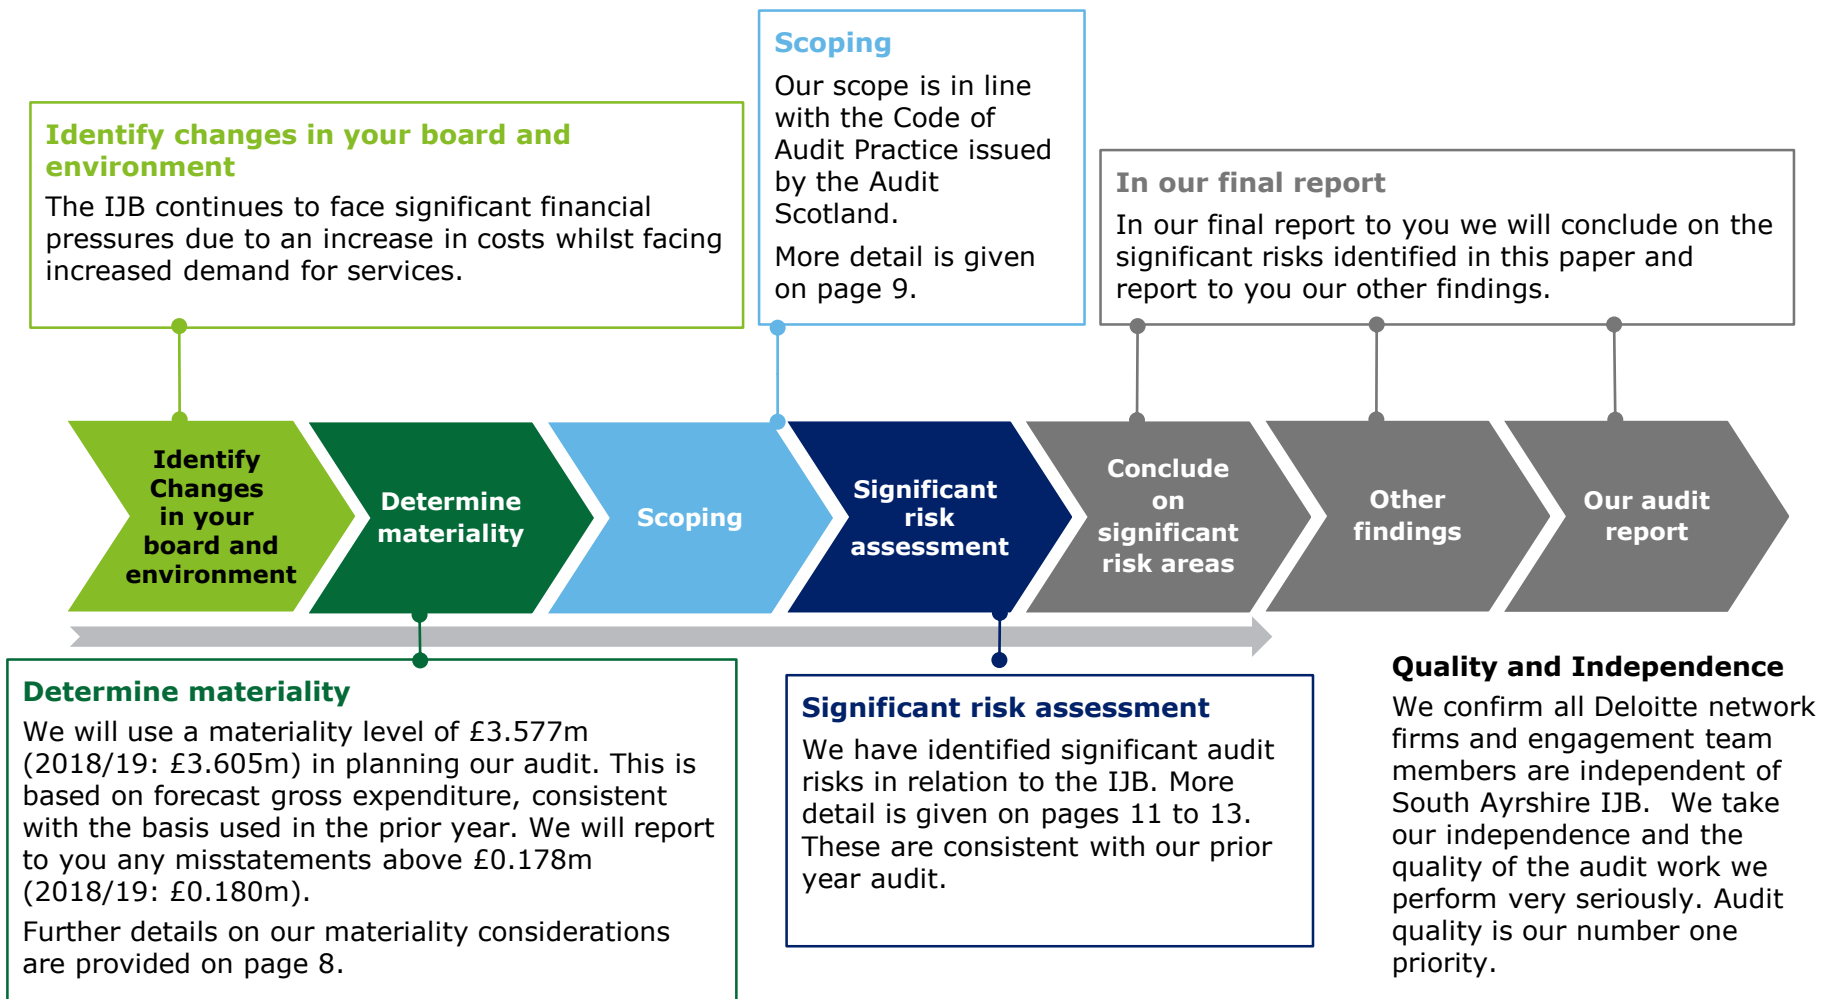 Scoping
Our scope is in line
with the Code of
Audit Practice issued
by the Audit
Scotland.
More detail is given
on page 9.
Identify changes in your board and
environment
The IJB continues to face significant financial
pressures due to an increase in costs whilst facing
increased demand for services.
In our final report
In our final report to you we will conclude on the
significant risks identified in this paper and
report to you our other findings.
Identify
Changes
in your
board and
environment
Determine
materiality
Scoping
Significant
risk
assessment
Conclude
on
significant
risk areas
Other
findings
Our audit
report
Determine materiality
We will use a materiality level of £3.577m
(2018/19: £3.605m) in planning our audit. This is
based on forecast gross expenditure, consistent
with the basis used in the prior year. We will report
to you any misstatements above £0.178m
(2018/19: £0.180m).
Further details on our materiality considerations
are provided on page 8.
Significant risk assessment
We have identified significant audit
risks in relation to the IJB. More
detail is given on pages 11 to 13.
These are consistent with our prior
year audit.
Quality and Independence
We confirm all Deloitte network
firms and engagement team
members are independent of
South Ayrshire IJB.  We take
our independence and the
quality of the audit work we
perform very seriously. Audit
quality is our number one
priority.